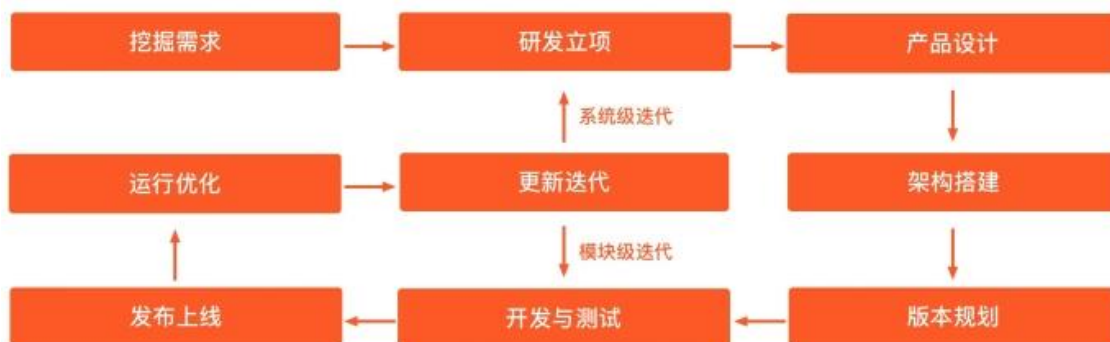 挖掘需求
研发立项
产品设计
系统级迭代
运行优化
更新迭代
架构搭建
模块级迭代
发布上线
开发与测试
版本规划